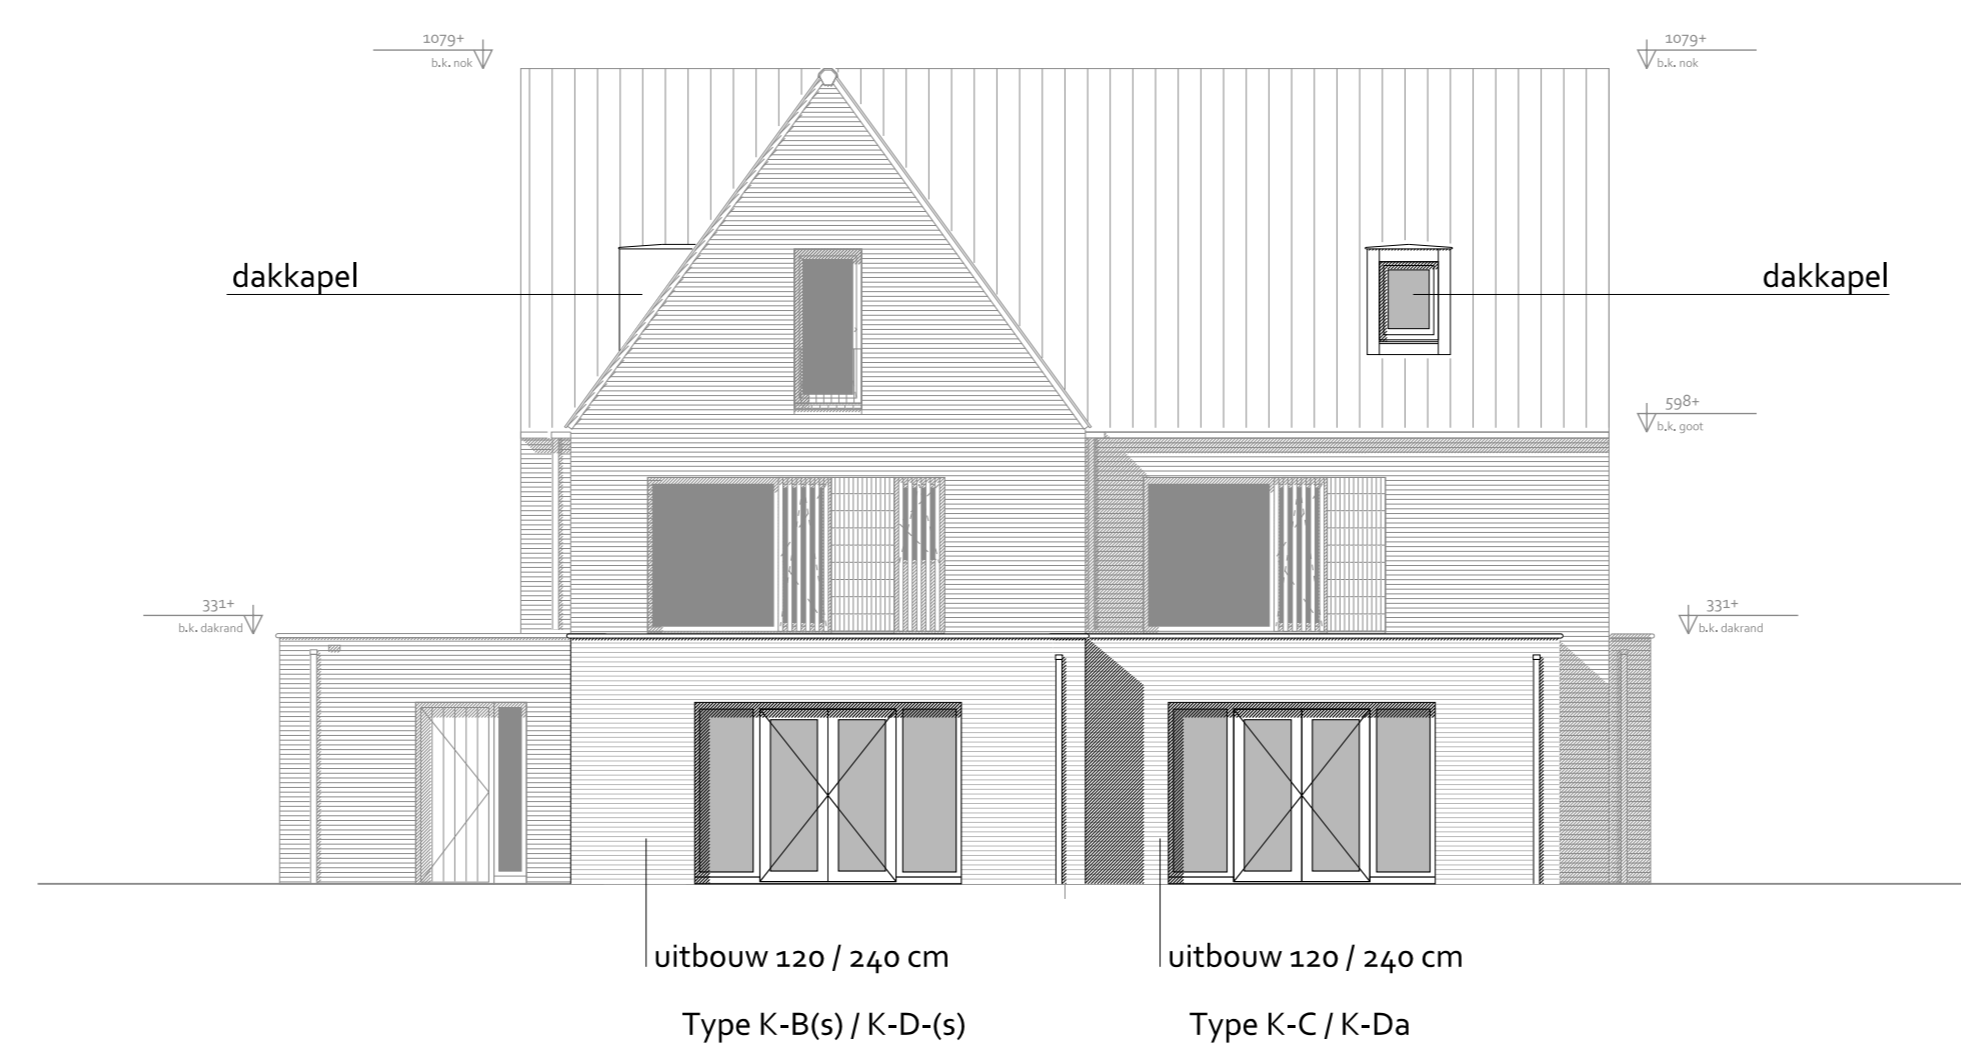 1079+
b.k. nok
1079+
b.k. nok
dakkapel
dakkapel
598+
b.k. goot
331+
b.k. dakrand
331+
b.k. dakrand
uitbouw 120 / 240 cm
uitbouw 120 / 240 cm
Type K-B(s) / K-D-(s)
Type K-C / K-Da